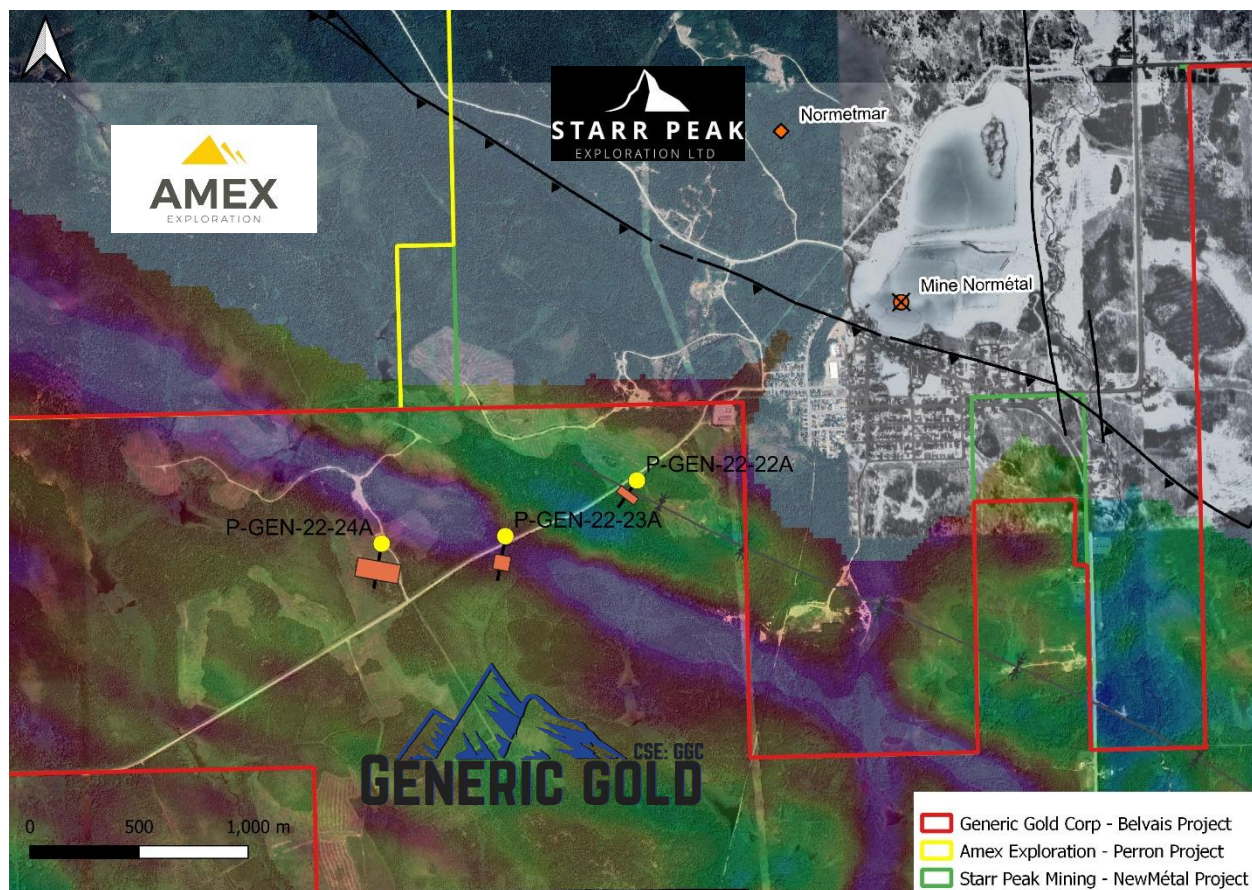 AMEX
EXPLORATION
STARR PEAK
EXPLORATION LTD
Normetmar
Mine Normétal
P-GEN-22-22A
P-GEN-22-23A
P-GEN-22-24A
CSE: GGC
GENERIC GOLD
0 500 1,000 m
Generic Gold Corp - Belvais Project
Amex Exploration - Perron Project
Starr Peak Mining - NewMétal Project